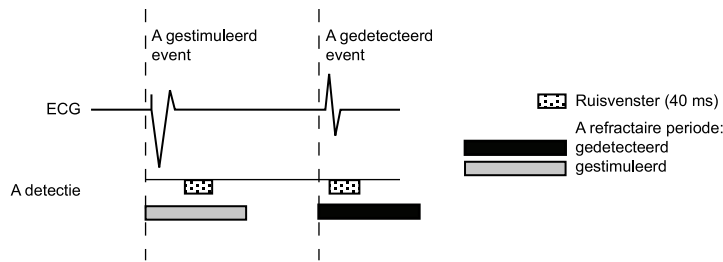 A gestimuleerd
event
A gedetecteerd
event
ECG
Ruisvenster (40 ms)
A refractaire periode:
gedetecteerd
gestimuleerd
A detectie